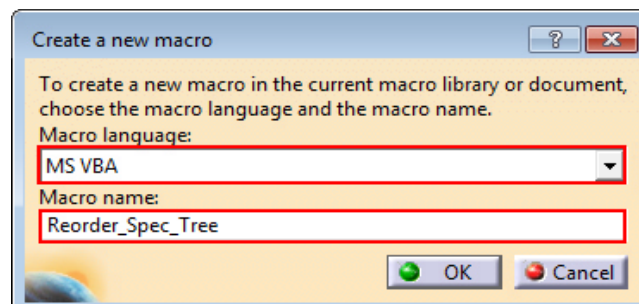 Create a new macro
To create a new macro in the current macro library or document,
choose the macro language and the macro name.
Macro language:
MS VBA
Macro name:
Reorder_Spec_Tree
OK Cancel